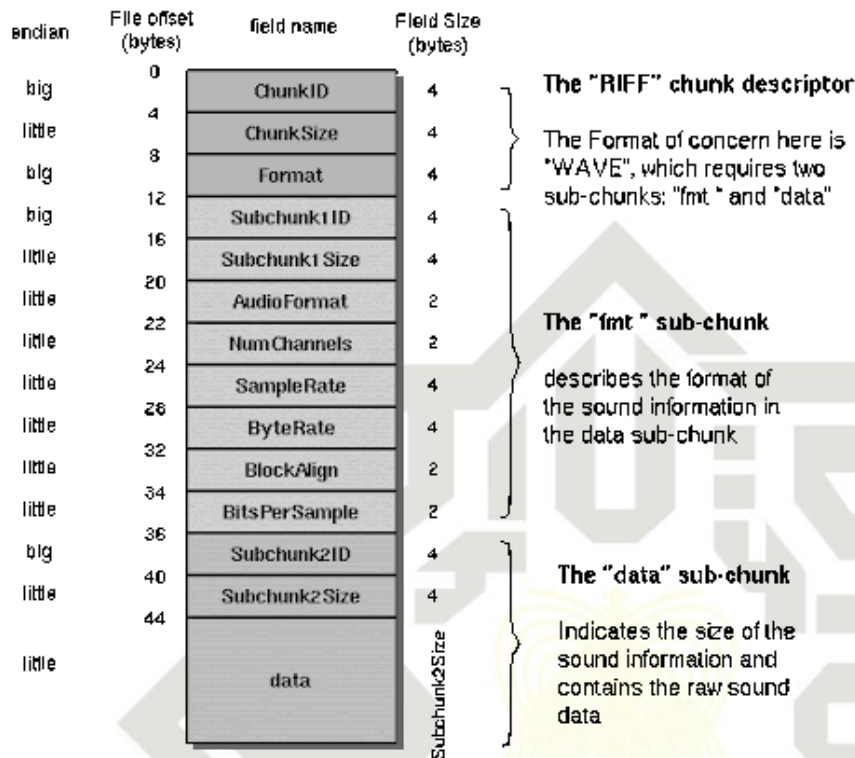 endian
File offset
(bytes)
field name
Field Size
(bytes)
0
big
ChunkID
4
4
little
ChunkSize
4
8
big
Format
4
12
The "RIFF" chunk descriptor
The Format of concern here is
"WAVE", which requires two
sub-chunks: "fmt " and "data"
big
Subchunk1ID
4
16
little
Subchunk1Size
4
20
little
AudioFormat
2
22
little
NumChannels
2
24
little
SampleRate
4
28
little
ByteRate
4
32
little
BlockAlign
2
34
little
BitsPerSample
2
36
The "fmt " sub-chunk
describes the format of
the sound information in
the data sub-chunk
big
Subchunk2ID
4
40
little
Subchunk2Size
4
44
little
data
Subchunk2Size
The "data" sub-chunk
Indicates the size of the
sound information and
contains the raw sound
data